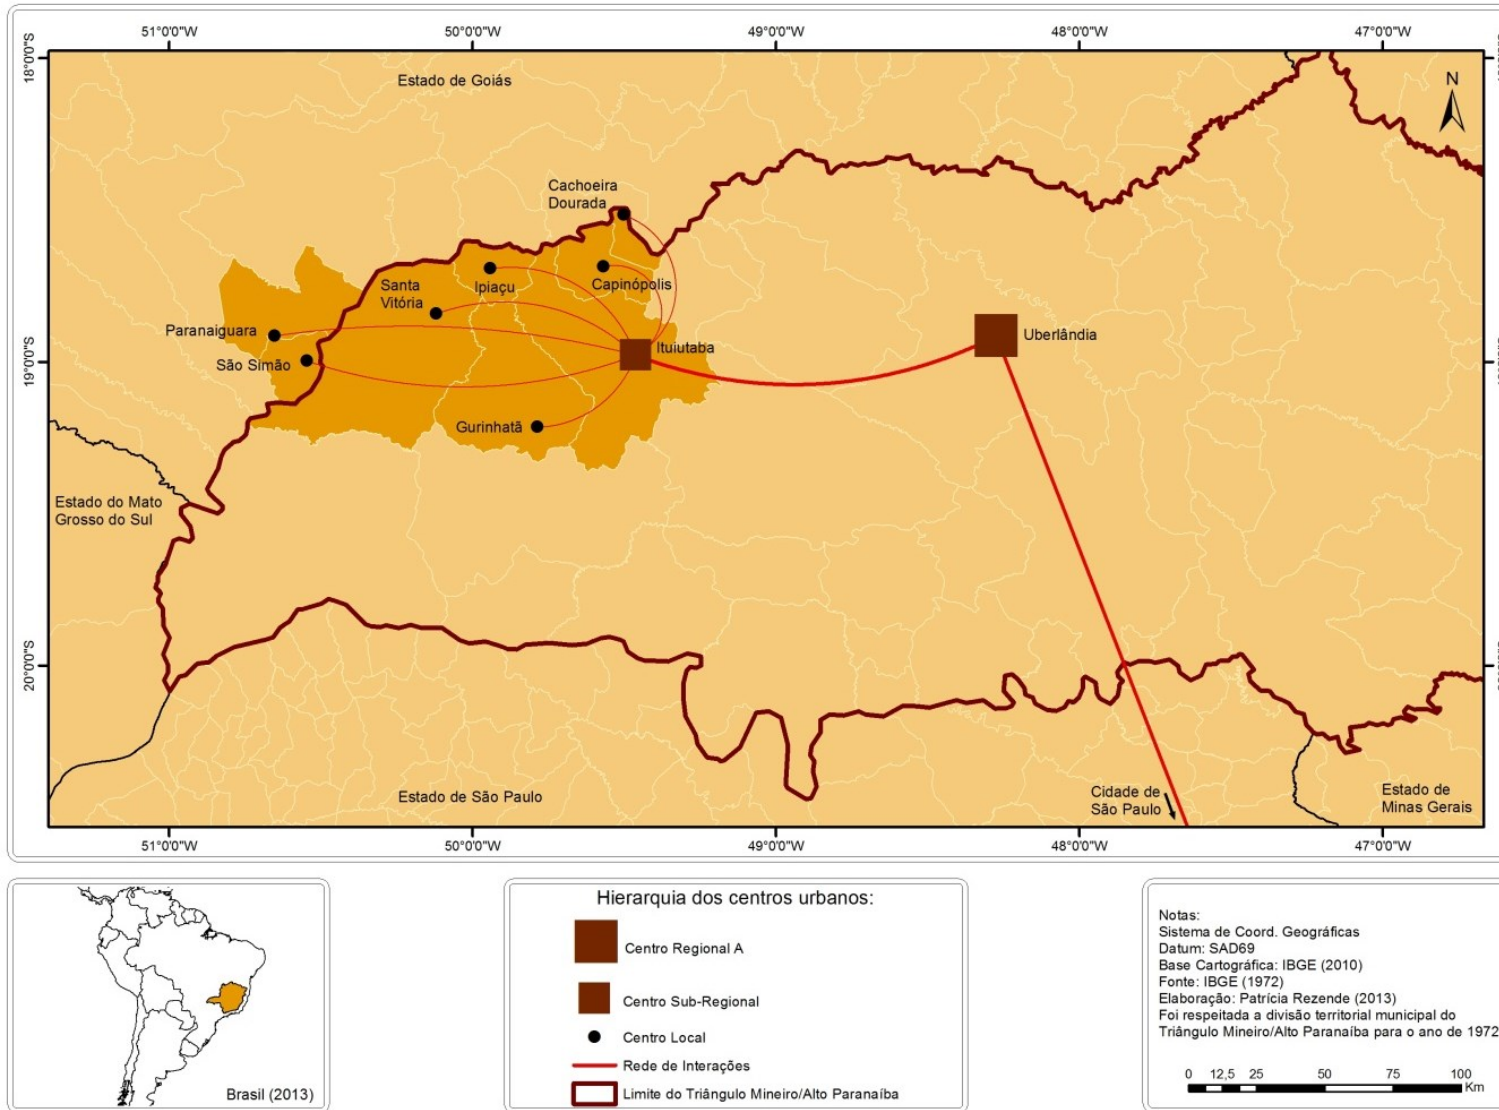 51°0'0"W
50°0'0"W
49°0'0"W
48°0'0"W
47°0'0"W
18°0'0"S
Estado de Goiás
N
Cachoeira
Dourada
Santa
Vitória
Ipiaçu
Capinópolis
Paranaiguara
São Simão
Ituiutaba
Uberlândia
19°0'0"S
Gurinhatã
Estado do Mato
Grosso do Sul
20°0'0"S
Estado de São Paulo
Cidade de
São Paulo
Estado de
Minas Gerais
51°0'0"W
50°0'0"W
49°0'0"W
48°0'0"W
47°0'0"W
Brasil (2013)
Hierarquia dos centros urbanos:
Centro Regional A
Centro Sub-Regional
Centro Local
Rede de Interações
Limite do Triângulo Mineiro/Alto Paranaíba
Notas:
Sistema de Coord. Geográficas
Datum: SAD69
Base Cartográfica: IBGE (2010)
Fonte: IBGE (1972)
Elaboração: Patrícia Rezende (2013)
Foi respeitada a divisão territorial municipal do
Triângulo Mineiro/Alto Paranaíba para o ano de 1972
0 12,5 25 50 75 100
Km